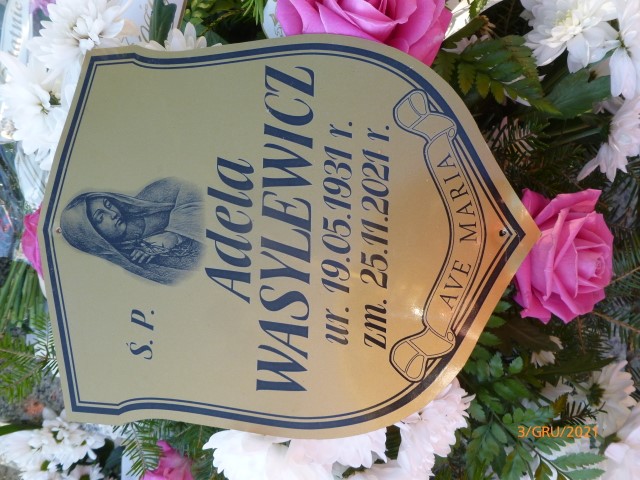 Ś. P.
Adela
WASYLEWICZ
ur. 19.05.1931 r.
zm. 25.11.2021 r.
AVE MARIA
3/GRU/2021